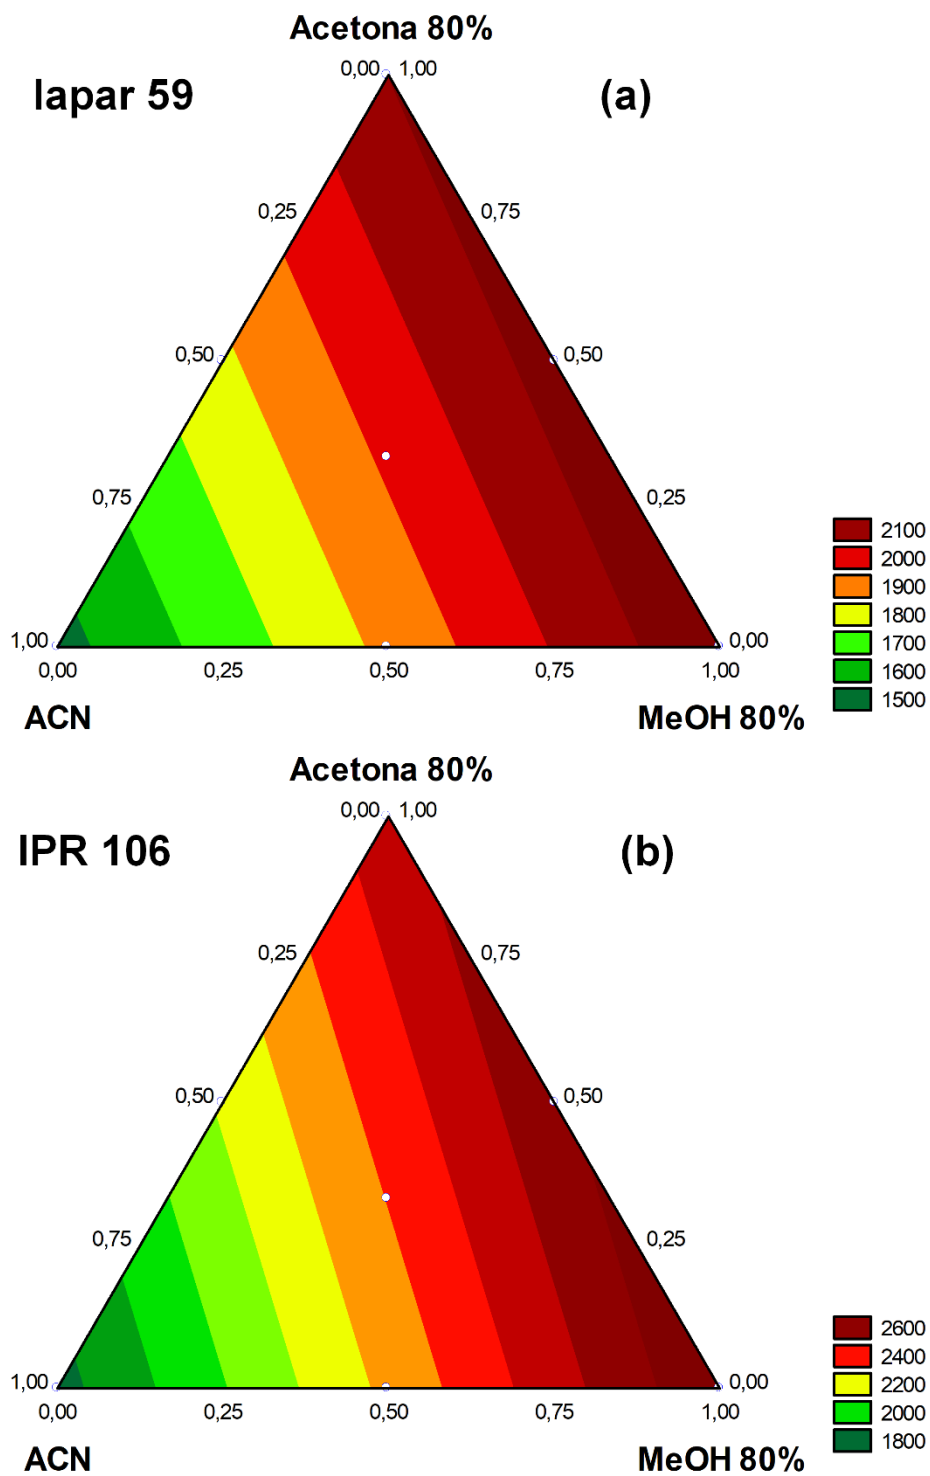 Acetona 80%
Iapar 59
(a)
0,00 1,00
0,25 0,75
0,50 0,50
0,75 0,25
1,00 0,00
0,00 0,25 0,50 0,75 1,00
ACN MeOH 80%
2100
2000
1900
1800
1700
1600
1500
Acetona 80%
IPR 106
(b)
0,00 1,00
0,25 0,75
0,50 0,50
0,75 0,25
1,00 0,00
0,00 0,25 0,50 0,75 1,00
ACN MeOH 80%
2600
2400
2200
2000
1800